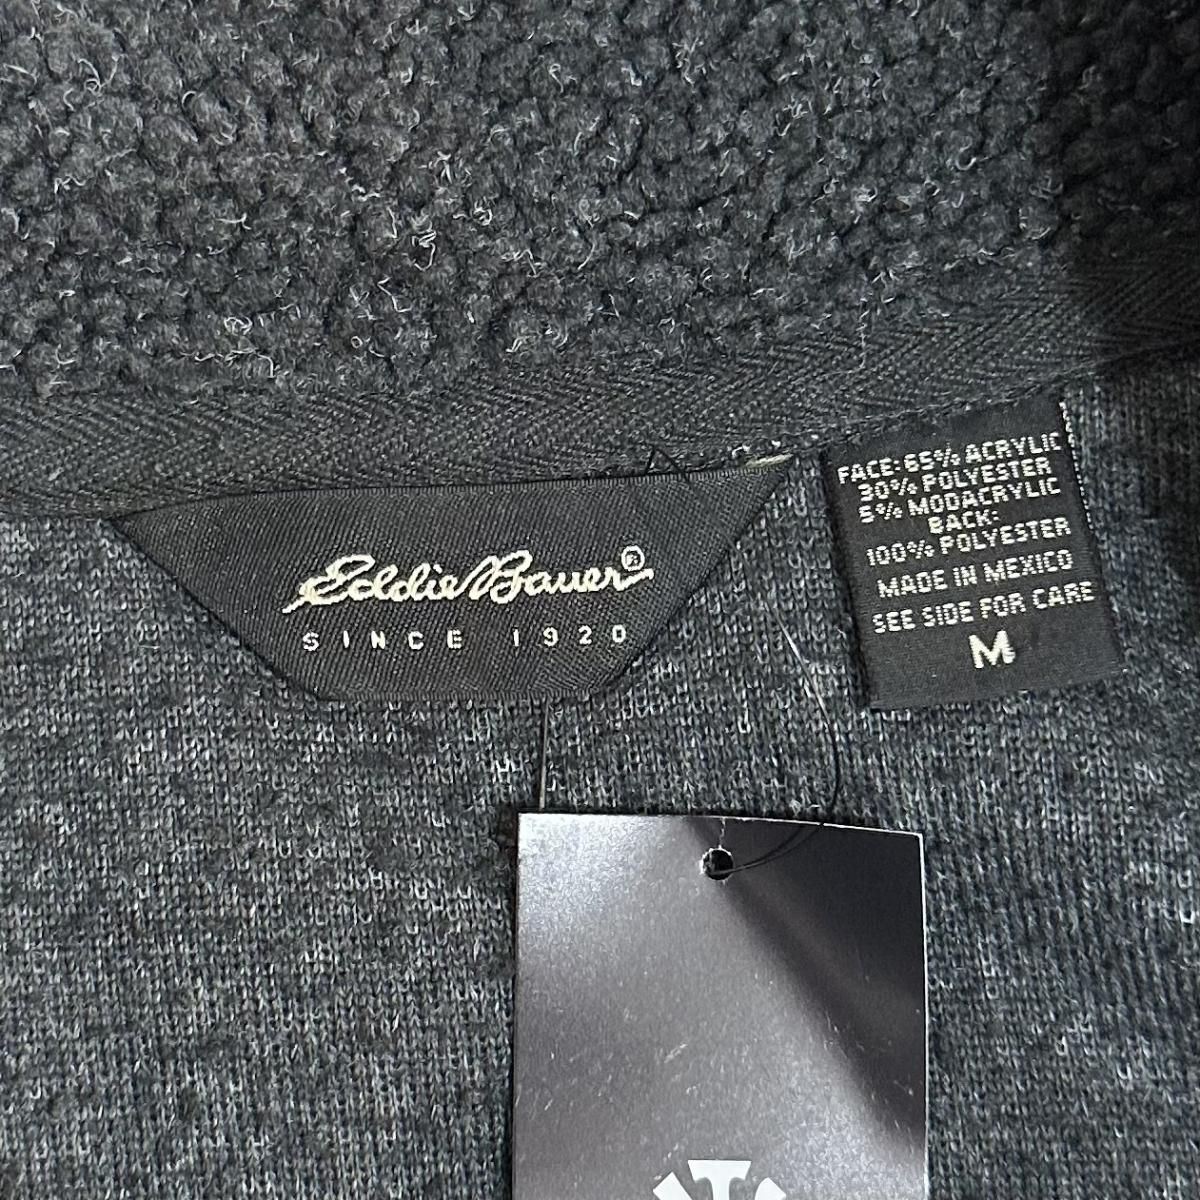 Eddie Bauer®
SINCE 1920
FACE: 65% ACRYLIC
30% POLYESTER
5% MODACRYLIC
BACK:
100% POLYESTER
MADE IN MEXICO
SEE SIDE FOR CARE
M